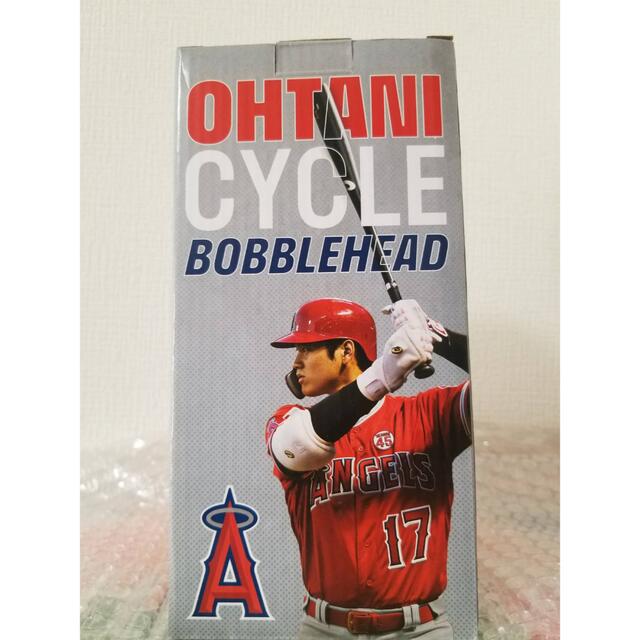 OHTANI
CYCLE
BOBBLEHEAD
45
ANGELS
17
A